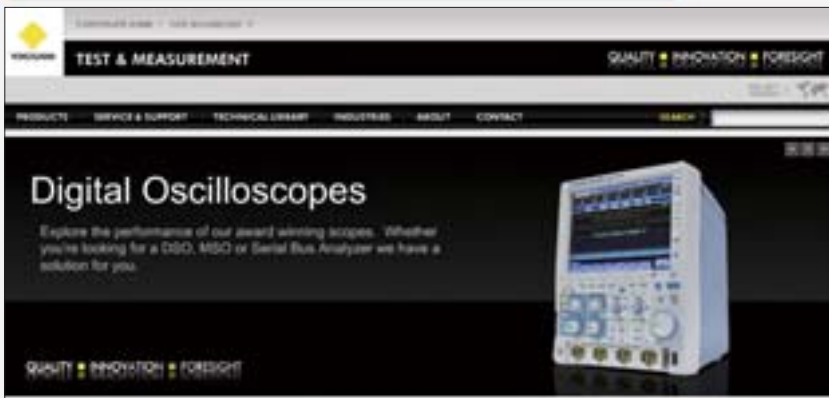 YOKOGAWA
TEST & MEASUREMENT
QUALITY INNOVATION FORESIGHT
PRODUCTS SERVICE & SUPPORT TECHNICAL LIBRARY INDUSTRIES ABOUT CONTACT SEARCH
Digital Oscilloscopes
Explore the performance of our award winning scopes. Whether
you're looking for a DSO, MSO or Serial Bus Analyzer we have a
solution for you.
QUALITY INNOVATION FORESIGHT